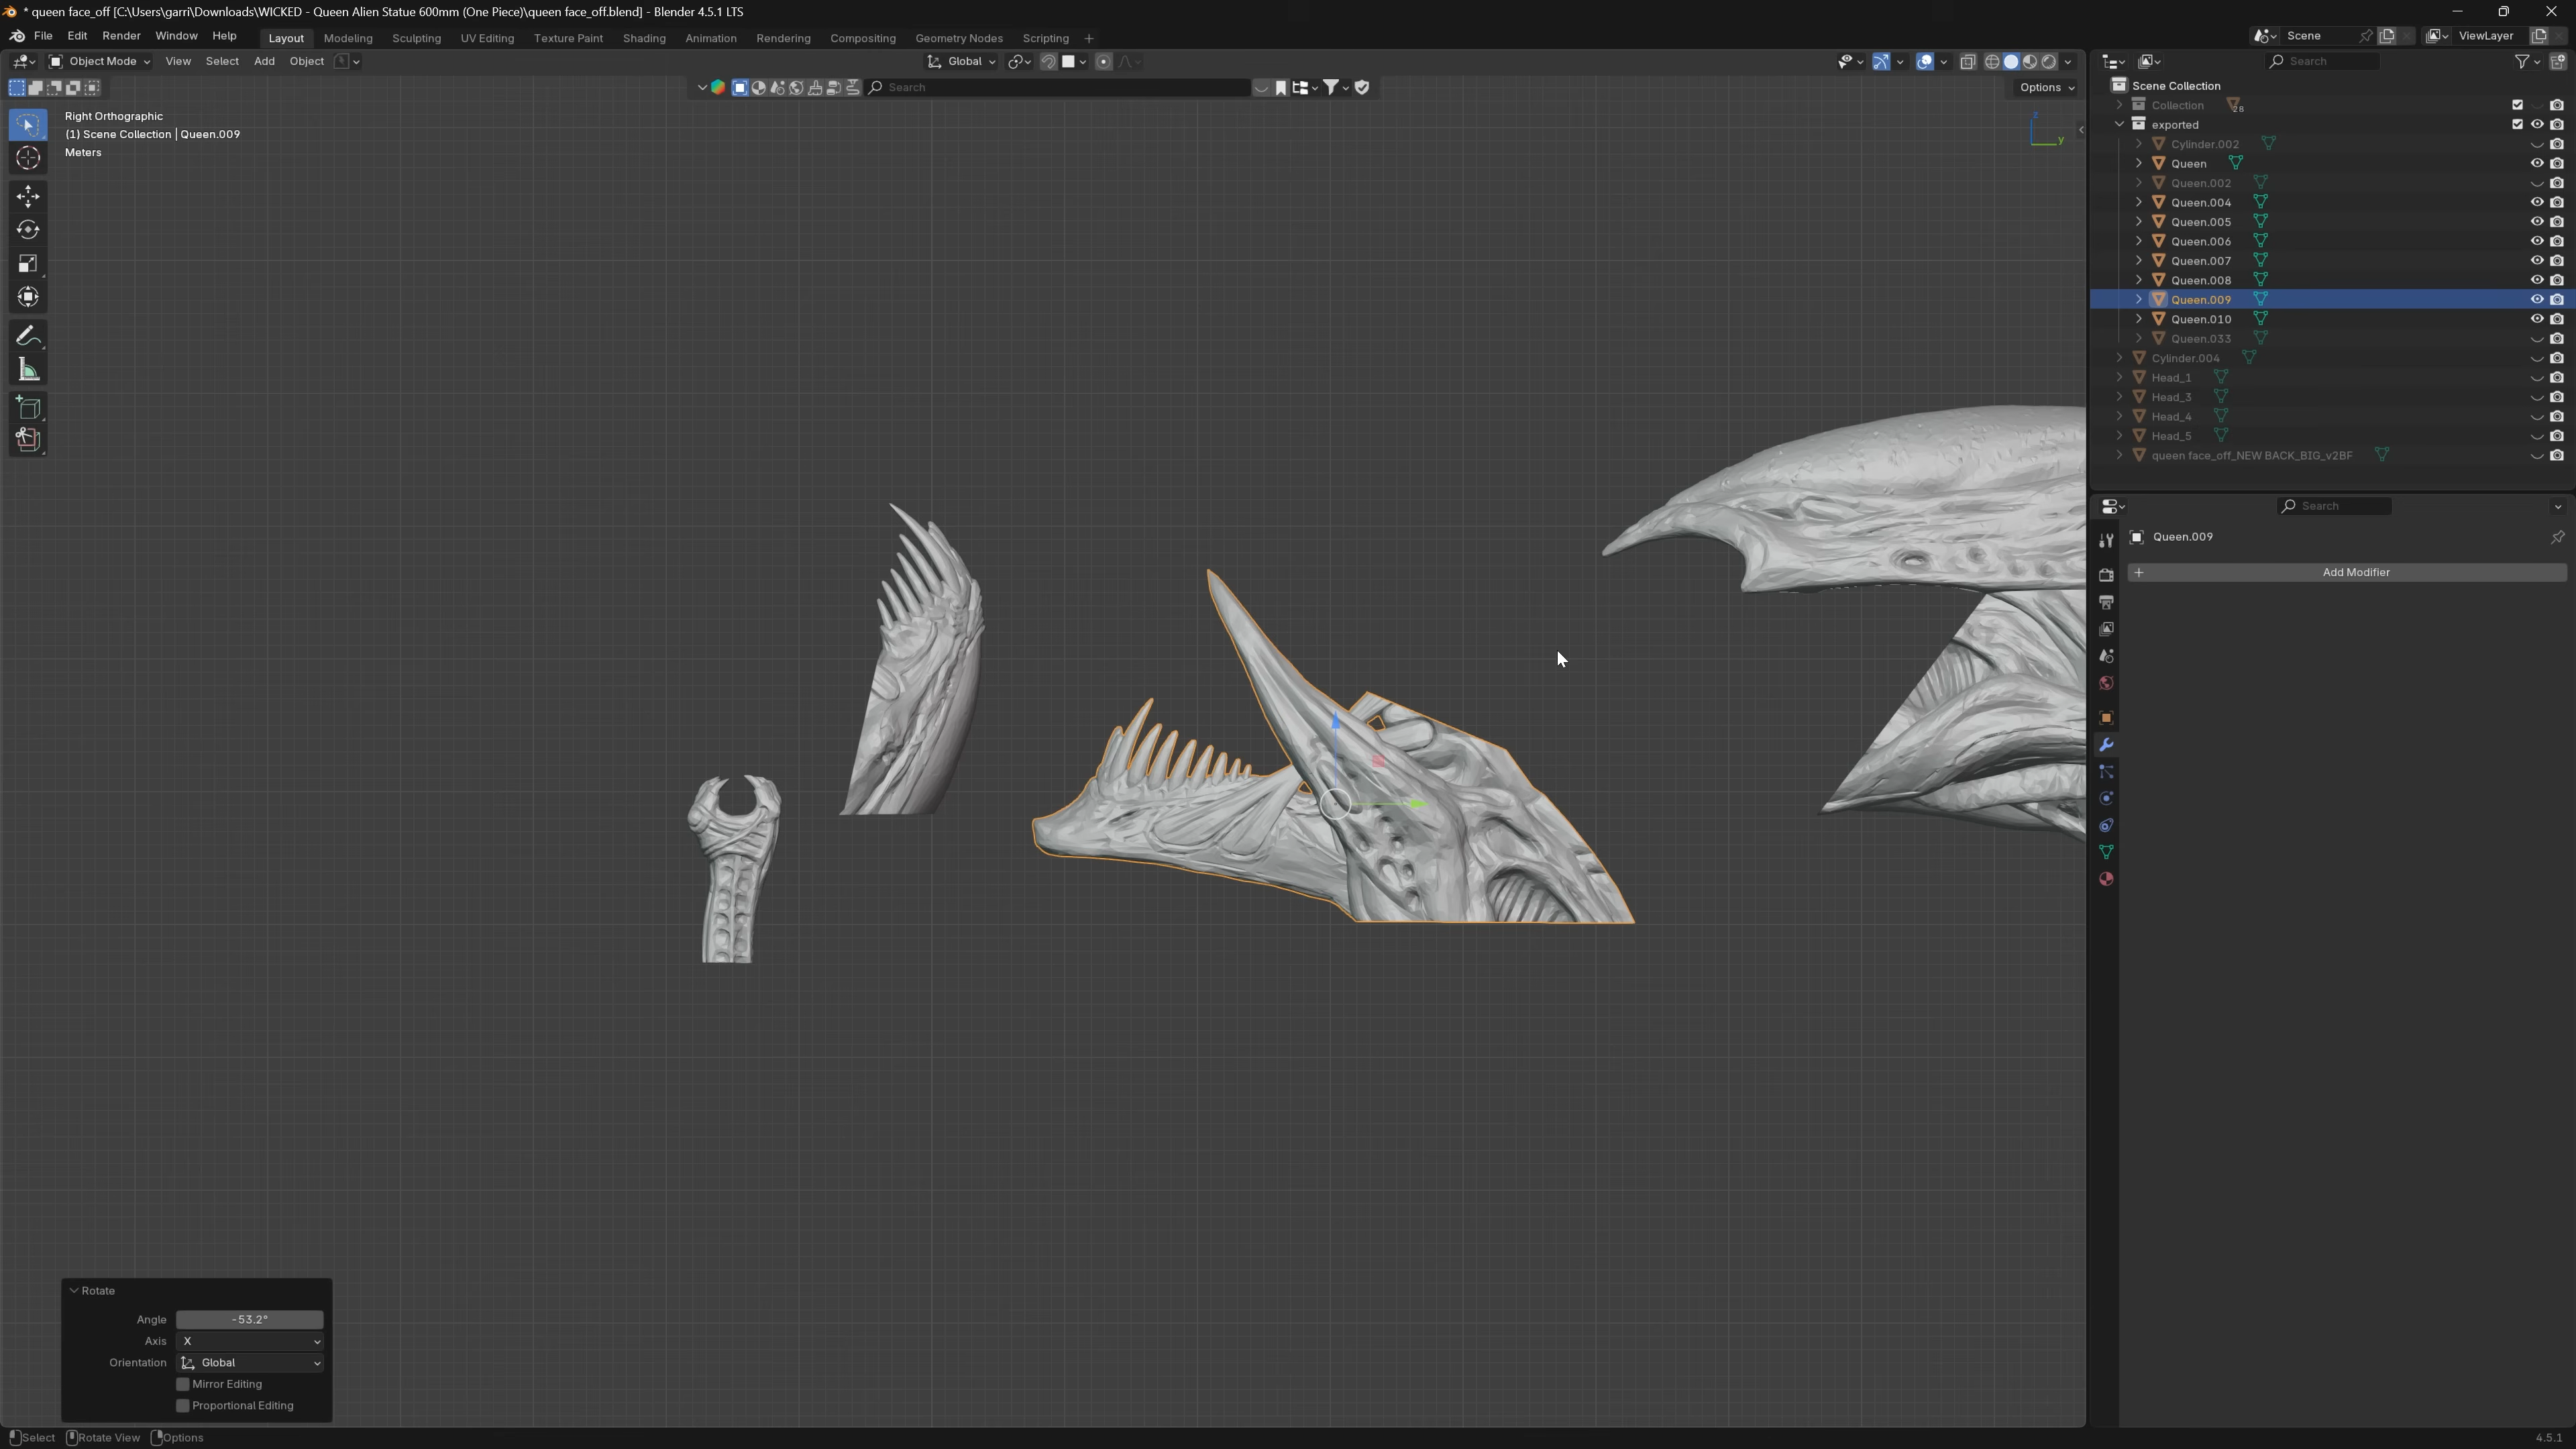 * queen face_off [C:\Users\garri\Downloads\WICKED - Queen Alien Statue 600mm (One Piece)\queen face_off.blend] - Blender 4.5.1 LTS
File Edit Render Window Help Layout Modeling Sculpting UV Editing Texture Paint Shading Animation Rendering Compositing Geometry Nodes Scripting + Scene ViewLayer
Object Mode View Select Add Object Global Search
Search Options
Right Orthographic
(1) Scene Collection | Queen.009
Meters
z
y
Scene Collection
Collection 28
exported
Cylinder.002
Queen
Queen.002
Queen.004
Queen.005
Queen.006
Queen.007
Queen.008
Queen.009
Queen.010
Queen.033
Cylinder.004
Head_1
Head_3
Head_4
Head_5
queen face_off_NEW BACK_BIG_v2BF
Search
Queen.009
+ Add Modifier
Rotate
Angle -53.2°
Axis X
Orientation Global
Mirror Editing
Proportional Editing
Select Rotate View Options 4.5.1